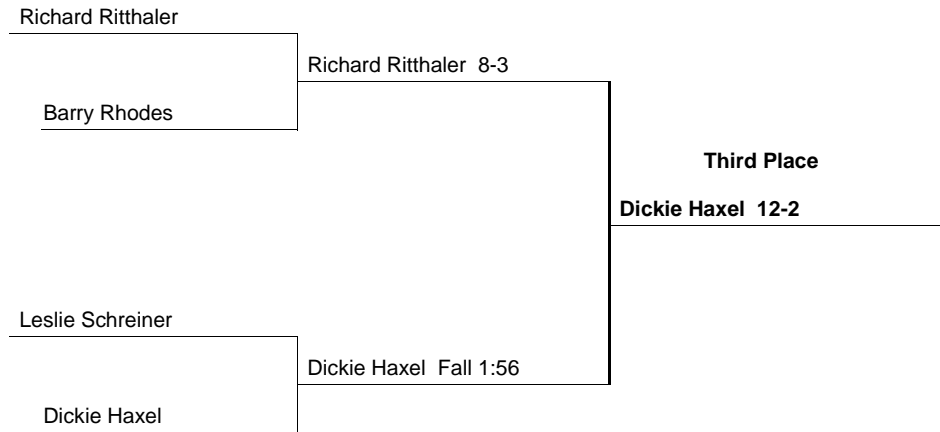 Richard Ritthaler
Richard Ritthaler 8-3
Barry Rhodes
Third Place
Dickie Haxel 12-2
Leslie Schreiner
Dickie Haxel Fall 1:56
Dickie Haxel